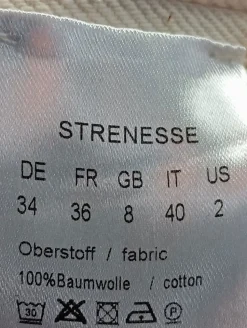 STRENESSE
DE FR GB IT US
34 36 8 40 2
Oberstoff / fabric
100%Baumwolle / cotton
30 P